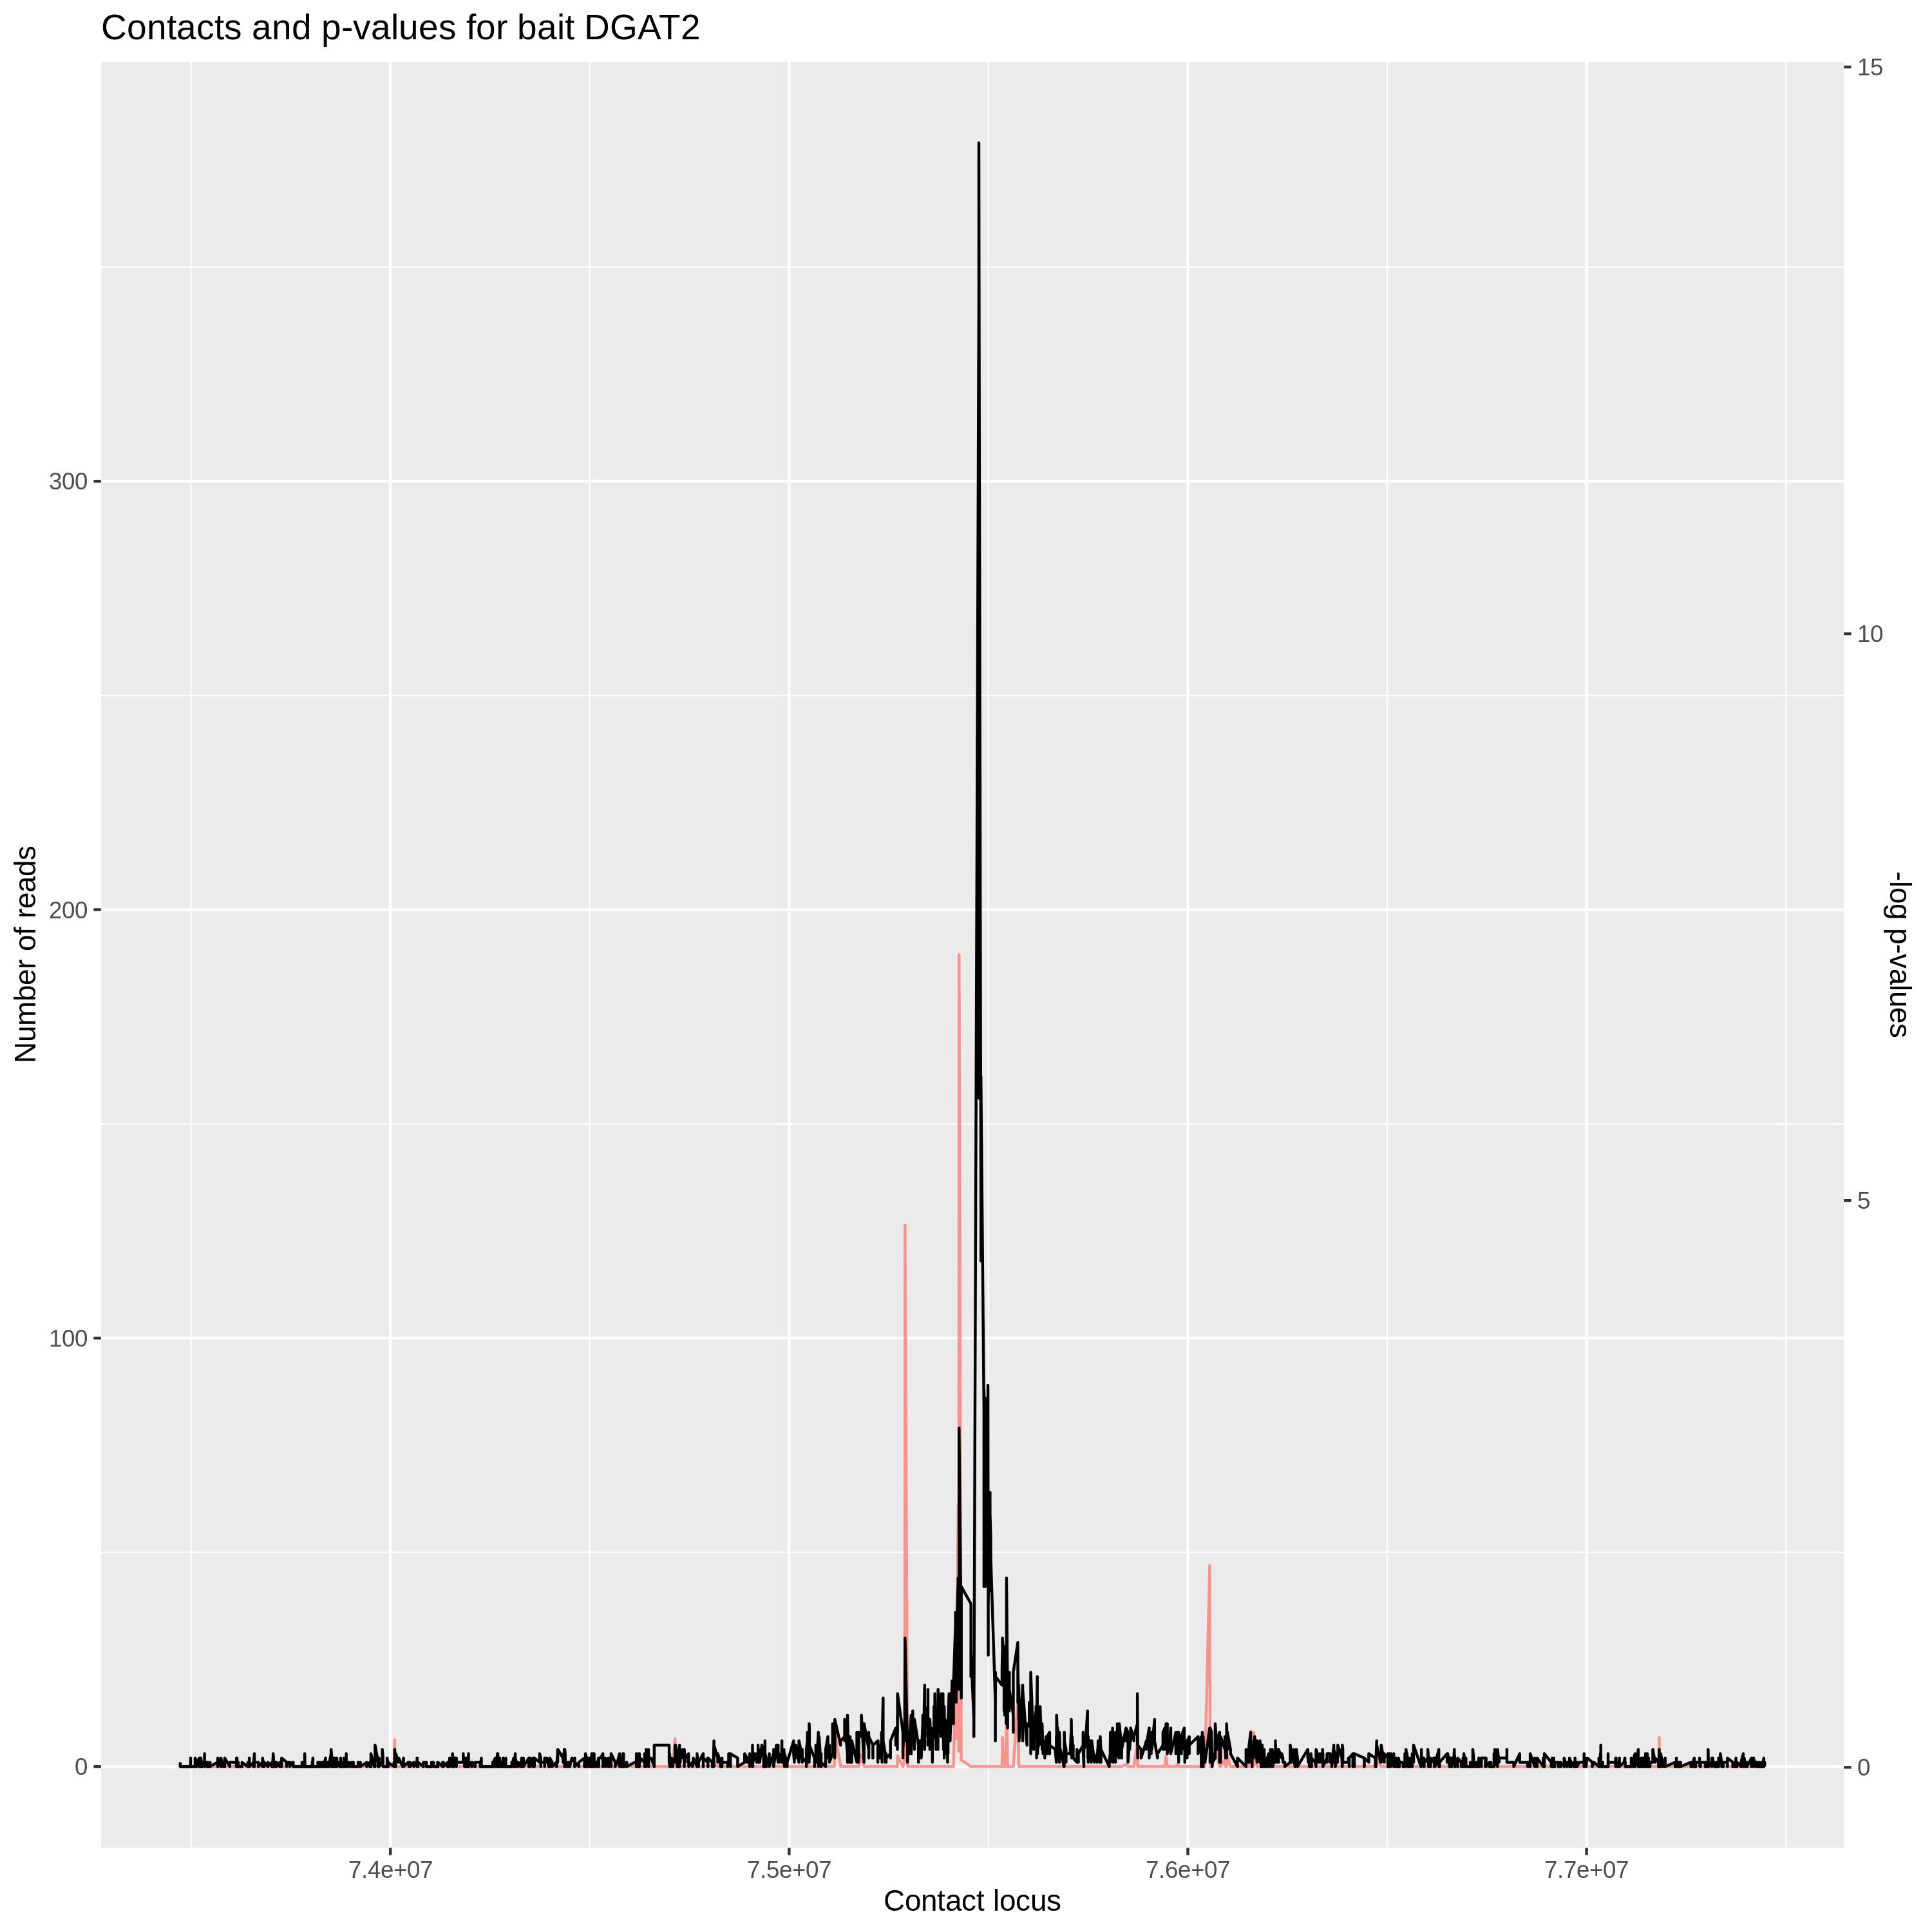 Contacts and p-values for bait DGAT2
15
300
10
Number of reads
200
-log p-values
5
100
0
0
7.4e+07
7.5e+07
7.6e+07
7.7e+07
Contact locus